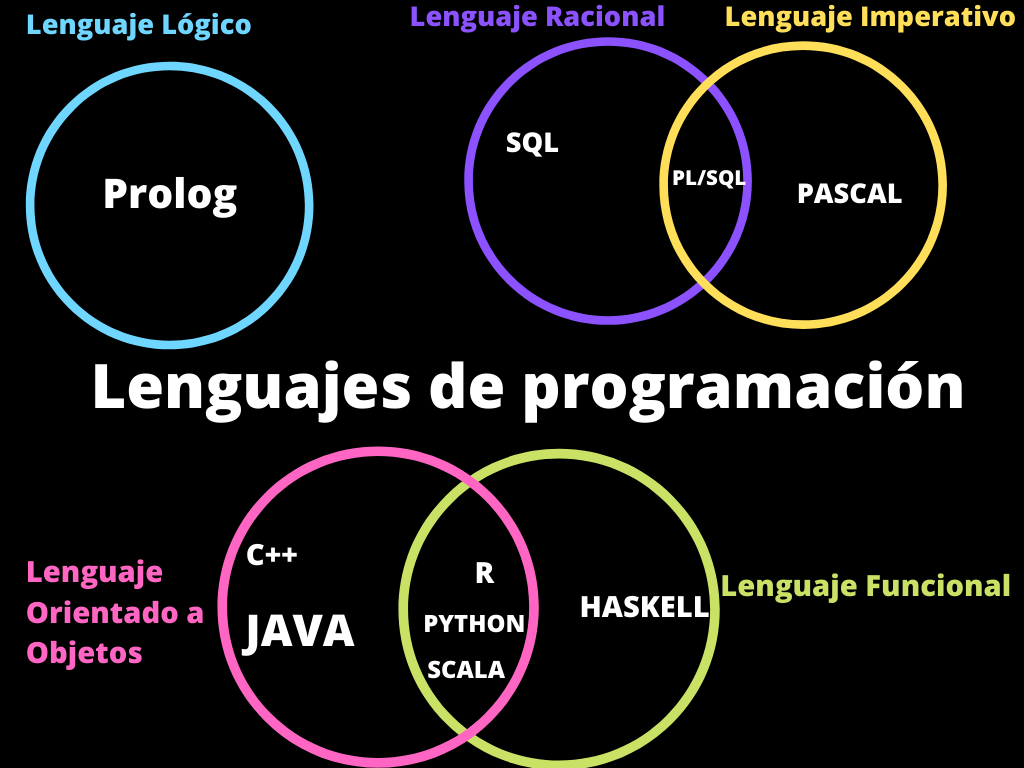 Lenguaje Lógico
Lenguaje Racional
Lenguaje Imperativo
Prolog
SQL
PL/SQL
PASCAL
Lenguajes de programación
Lenguaje
Orientado a
Objetos
C++
JAVA
R
PYTHON
SCALA
HASKELL
Lenguaje Funcional